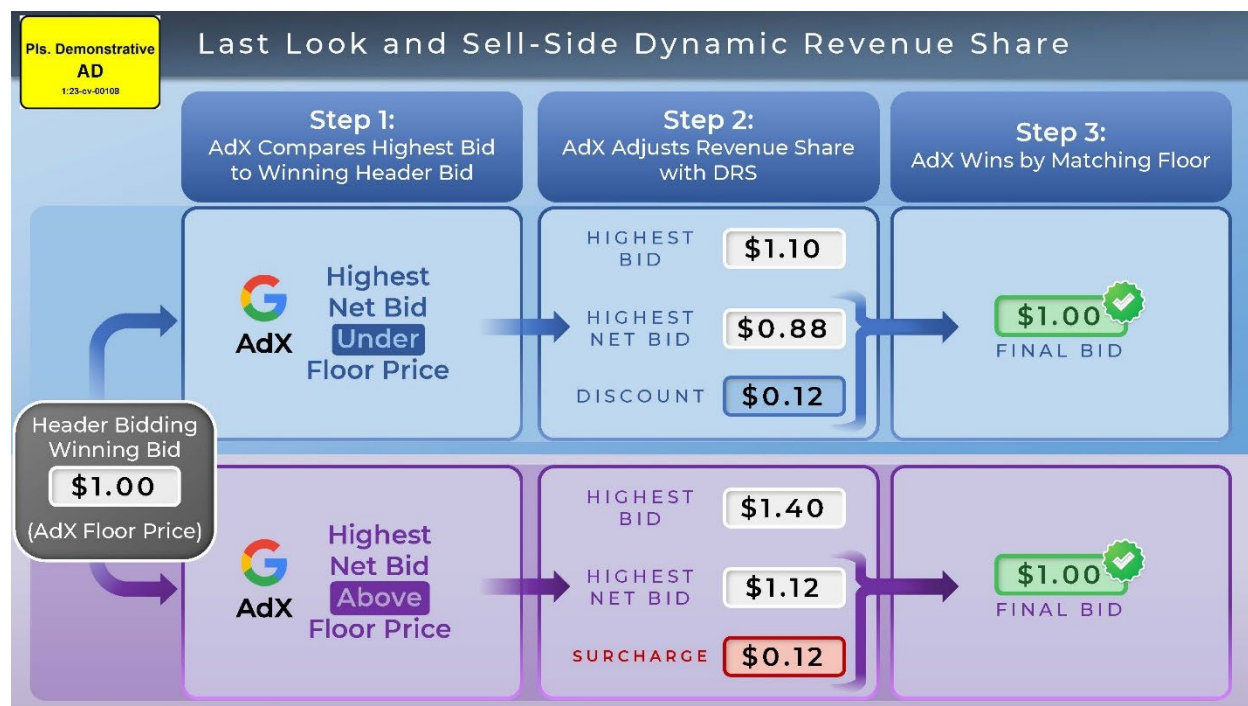 Pls. Demonstrative
AD
1:23-cv-00108
Last Look and Sell-Side Dynamic Revenue Share
Step 1:
AdX Compares Highest Bid
to Winning Header Bid
Step 2:
AdX Adjusts Revenue Share
with DRS
Step 3:
AdX Wins by Matching Floor
Header Bidding
Winning Bid
$1.00
(AdX Floor Price)
AdX
Highest
Net Bid
Under
Floor Price
HIGHEST
BID
$1.10
HIGHEST
NET BID
$0.88
DISCOUNT
$0.12
$1.00
FINAL BID
AdX
Highest
Net Bid
Above
Floor Price
HIGHEST
BID
$1.40
HIGHEST
NET BID
$1.12
SURCHARGE
$0.12
$1.00
FINAL BID